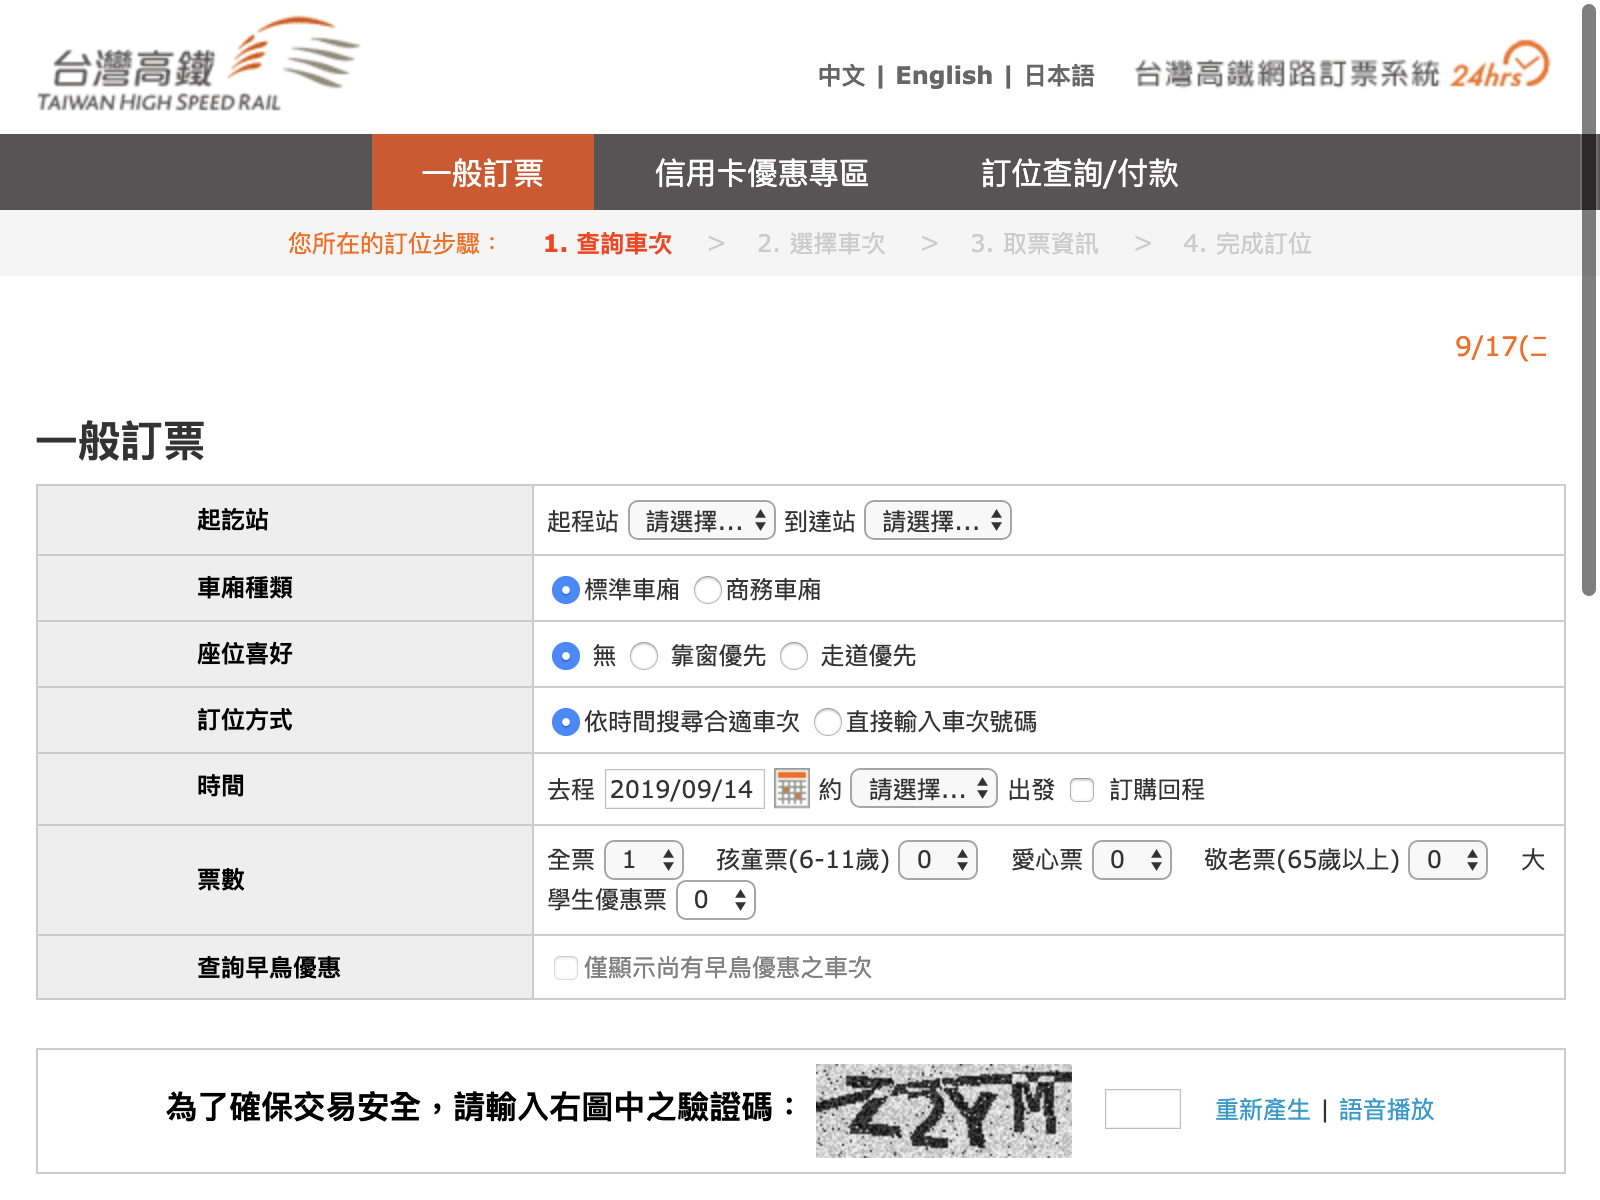 台灣高鐵
TAIWAN HIGH SPEED RAIL
中文 | English | 日本語
台灣高鐵網路訂票系統 24hrs
一般訂票 信用卡優惠專區 訂位查詢/付款
您所在的訂位步驟： 1. 查詢車次 > 2. 選擇車次 > 3. 取票資訊 > 4. 完成訂位
9/17(二
一般訂票
起訖站 起程站 請選擇... 到達站 請選擇...
車廂種類 標準車廂 商務車廂
座位喜好 無 靠窗優先 走道優先
訂位方式 依時間搜尋合適車次 直接輸入車次號碼
時間 去程 2019/09/14 約 請選擇... 出發 訂購回程
票數 全票 1 孩童票(6-11歲) 0 愛心票 0 敬老票(65歲以上) 0 大
學生優惠票 0
查詢早鳥優惠 僅顯示尚有早鳥優惠之車次
為了確保交易安全，請輸入右圖中之驗證碼： Z2YM 重新產生 | 語音播放